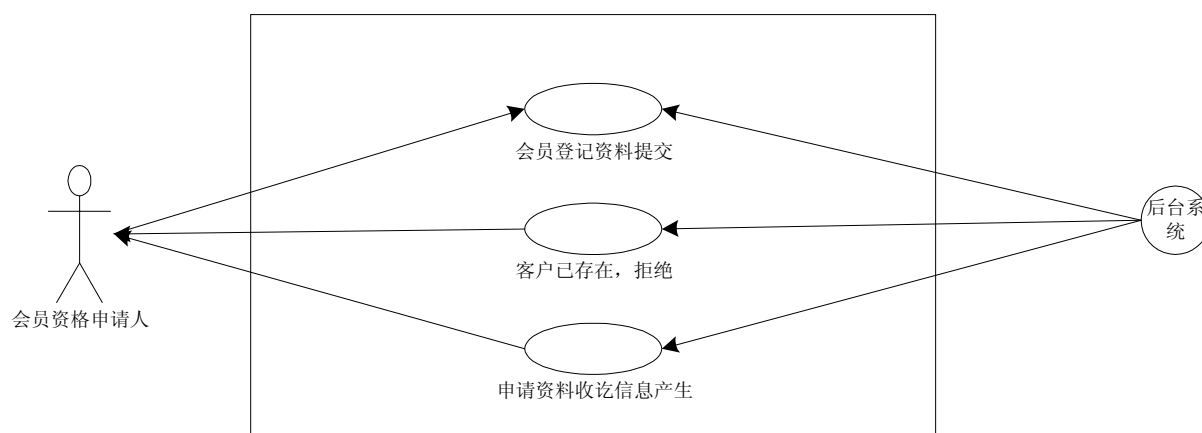 会员登记资料提交
后台系
统
客户已存在，拒绝
会员资格申请人
申请资料收讫信息产生